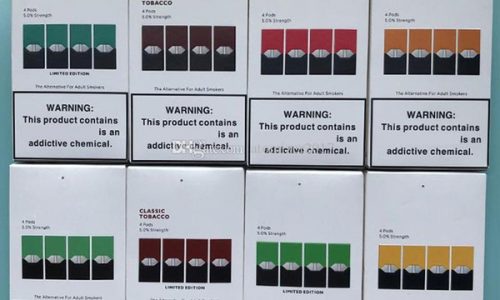 4 Pods
5.0% Strength
LIMITED EDITION
The Alternative For Adult Smokers
WARNING:
This product contains
is an
addictive chemical.
TOBACCO
4 Pods
5.0% Strength
The Alternative For Adult Smokers
WARNING:
This product contains
is an
addictive chemical.
4 Pods
5.0% Strength
The Alternative For Adult Smokers
WARNING:
This product contains
is an
addictive chemical.
4 Pods
5.0% Strength
The Alternative For Adult Smokers
WARNING:
This product contains
is an
addictive chemical.
4 Pods
5.0% Strength
CLASSIC
TOBACCO
4 Pods
5.0% Strength
LIMITED EDITION
4 Pods
5.0% Strength
LIMITED EDITION
4 Pods
5.0% Strength